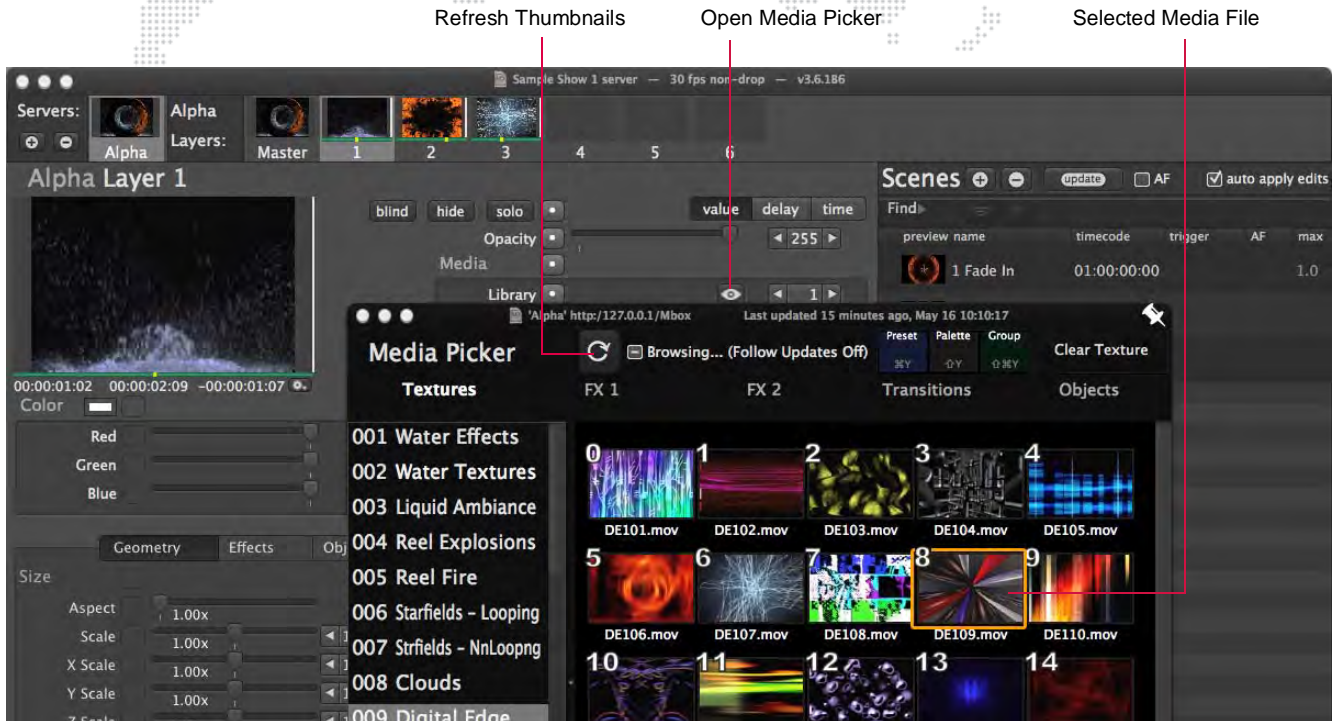 Refresh Thumbnails Open Media Picker Selected Media File
Sample Show 1 server — 30 fps non-drop — v3.6.186
Servers: Alpha
Layers:
Alpha Master 1 2 3 4 5 6
Alpha Layer 1
Scenes update AF auto apply edits
blind hide solo value delay time
Find
Opacity 255
preview name timecode trigger AF max
Media
1 Fade In 01:00:00:00 1.0
Library 1
'Alpha' http:/127.0.0.1/Mbox Last updated 15 minutes ago, May 16 10:10:17
Media Picker Browsing... (Follow Updates Off) Preset Palette Group Clear Texture
⌘Y ⇧Y ⇧⌘Y
00:00:01:02 00:00:02:09 -00:00:01:07
Textures FX 1 FX 2 Transitions Objects
Color
Red
Green
Blue
001 Water Effects
002 Water Textures
003 Liquid Ambiance
004 Reel Explosions
005 Reel Fire
006 Starfields - Looping
007 Strfields - NnLoopng
008 Clouds
009 Digital Edge
0 1 2 3 4
DE101.mov DE102.mov DE103.mov DE104.mov DE105.mov
5 6 7 8 9
DE106.mov DE107.mov DE108.mov DE109.mov DE110.mov
10 11 12 13 14
Geometry Effects Obj
Size
Aspect 1.00x
Scale 1.00x 1
X Scale 1.00x 1
Y Scale 1.00x 1
Z Scale